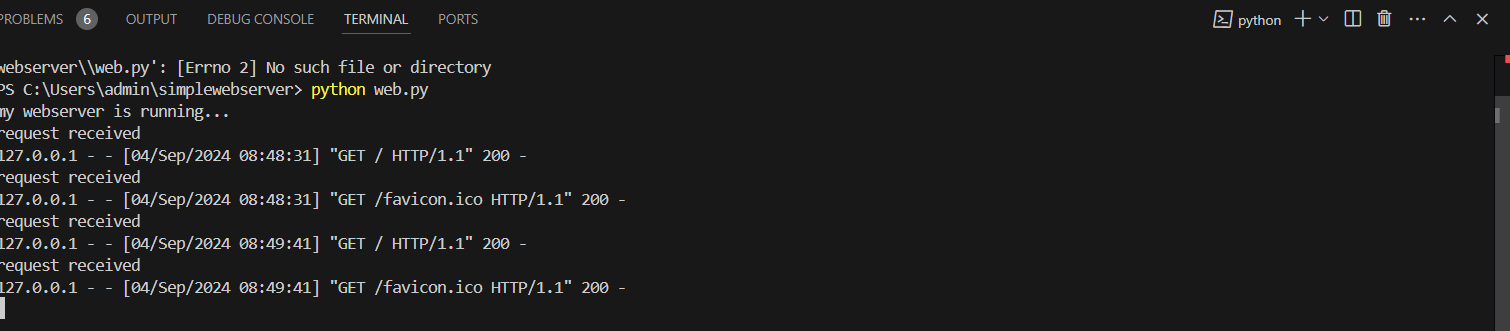 PROBLEMS 6 OUTPUT DEBUG CONSOLE TERMINAL PORTS python
webserver\\web.py': [Errno 2] No such file or directory
PS C:\Users\admin\simplewebserver> python web.py
my webserver is running...
request received
127.0.0.1 - - [04/Sep/2024 08:48:31] "GET / HTTP/1.1" 200 -
request received
127.0.0.1 - - [04/Sep/2024 08:48:31] "GET /favicon.ico HTTP/1.1" 200 -
request received
127.0.0.1 - - [04/Sep/2024 08:49:41] "GET / HTTP/1.1" 200 -
request received
127.0.0.1 - - [04/Sep/2024 08:49:41] "GET /favicon.ico HTTP/1.1" 200 -